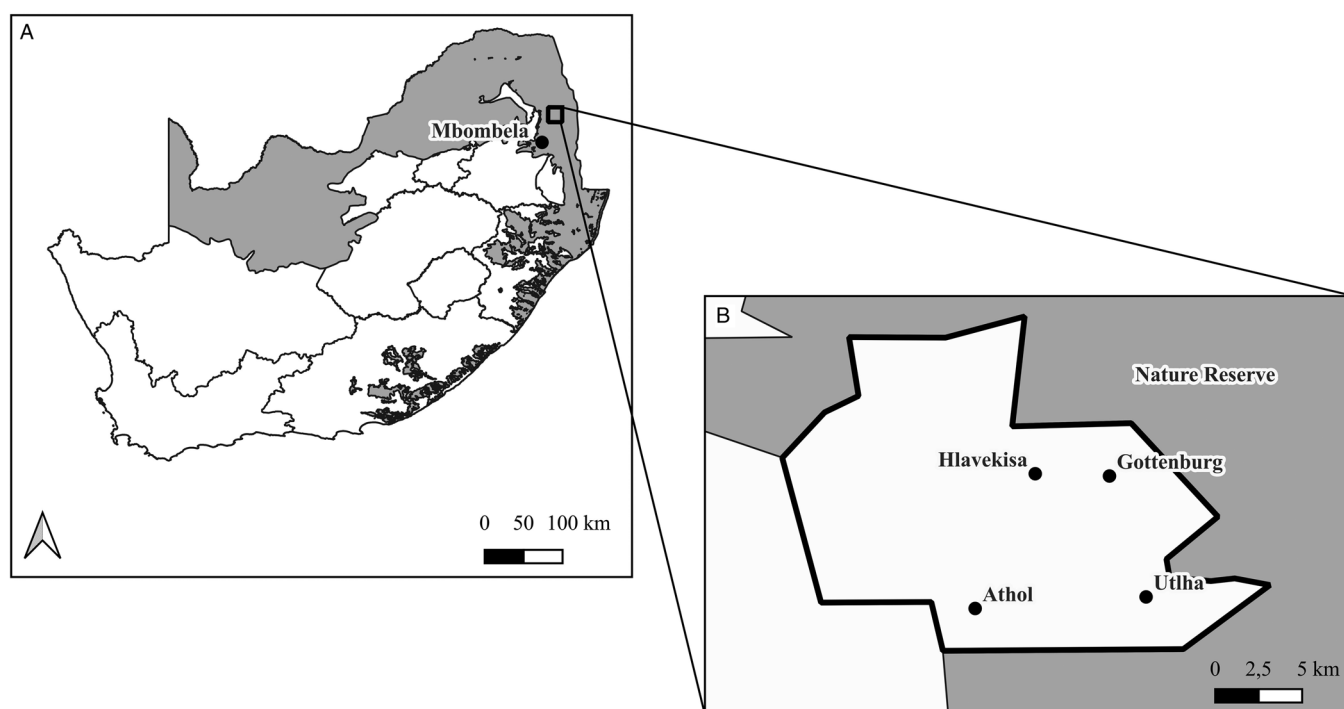 A
Mbombela
0 50 100 km
B
Nature Reserve
Hlavekisa
Gottenburg
Utlha
Athol
0 2,5 5 km